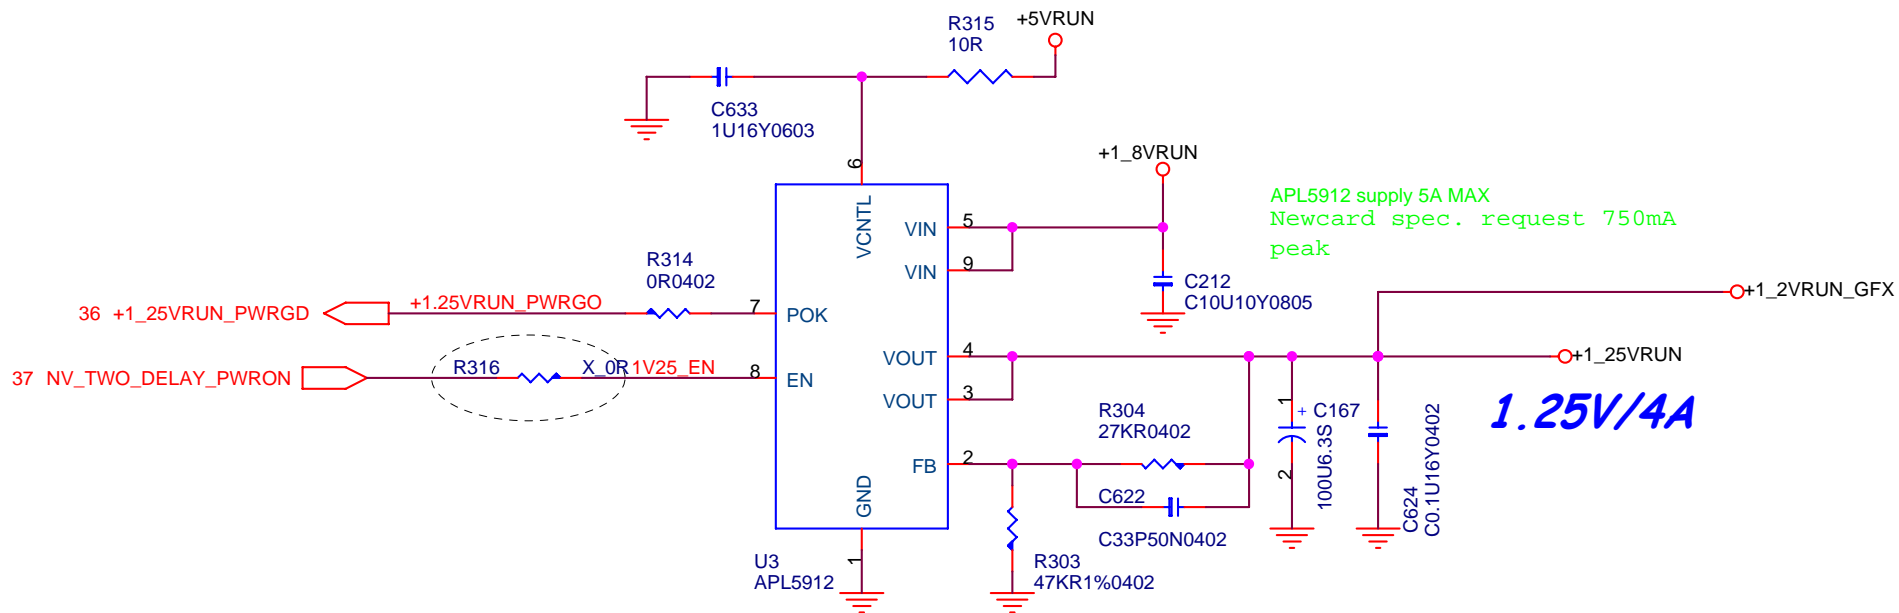 R315
10R
+5VRUN
C633
1U16Y0603
6
VCNTL
+1_8VRUN
APL5912 supply 5A MAX
Newcard spec. request 750mA
peak
VIN
5
VIN
9
R314
0R0402
C212
C10U10Y0805
36 +1_25VRUN_PWRGD
+1.25VRUN_PWRGO
7
POK
+1_2VRUN_GFX
37 NV_TWO_DELAY_PWRON
R316
X_0R
1V25_EN
8
EN
VOUT
4
+1_25VRUN
VOUT
3
1.25V/4A
R304
27KR0402
1
+ C167
100U6.3S
2
C624
C0.1U16Y0402
FB
2
GND
C622
C33P50N0402
U3
APL5912
1
R303
47KR1%0402